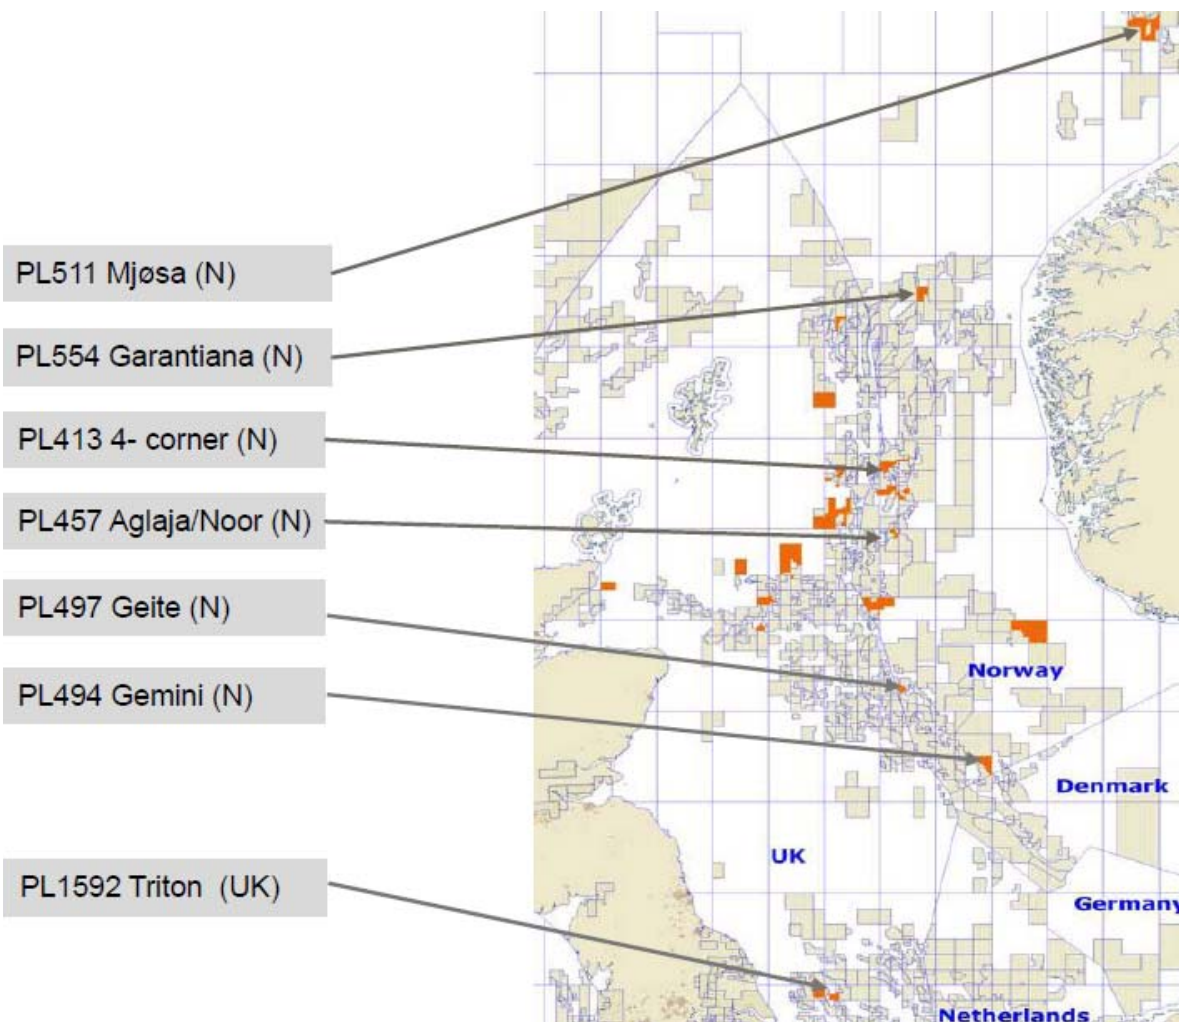 PL511 Mjøsa (N)
PL554 Garantiana (N)
PL413 4- corner (N)
PL457 Aglaja/Noor (N)
PL497 Geite (N)
PL494 Gemini (N)
PL1592 Triton (UK)
Norway
Denmark
UK
Germany
Netherlands